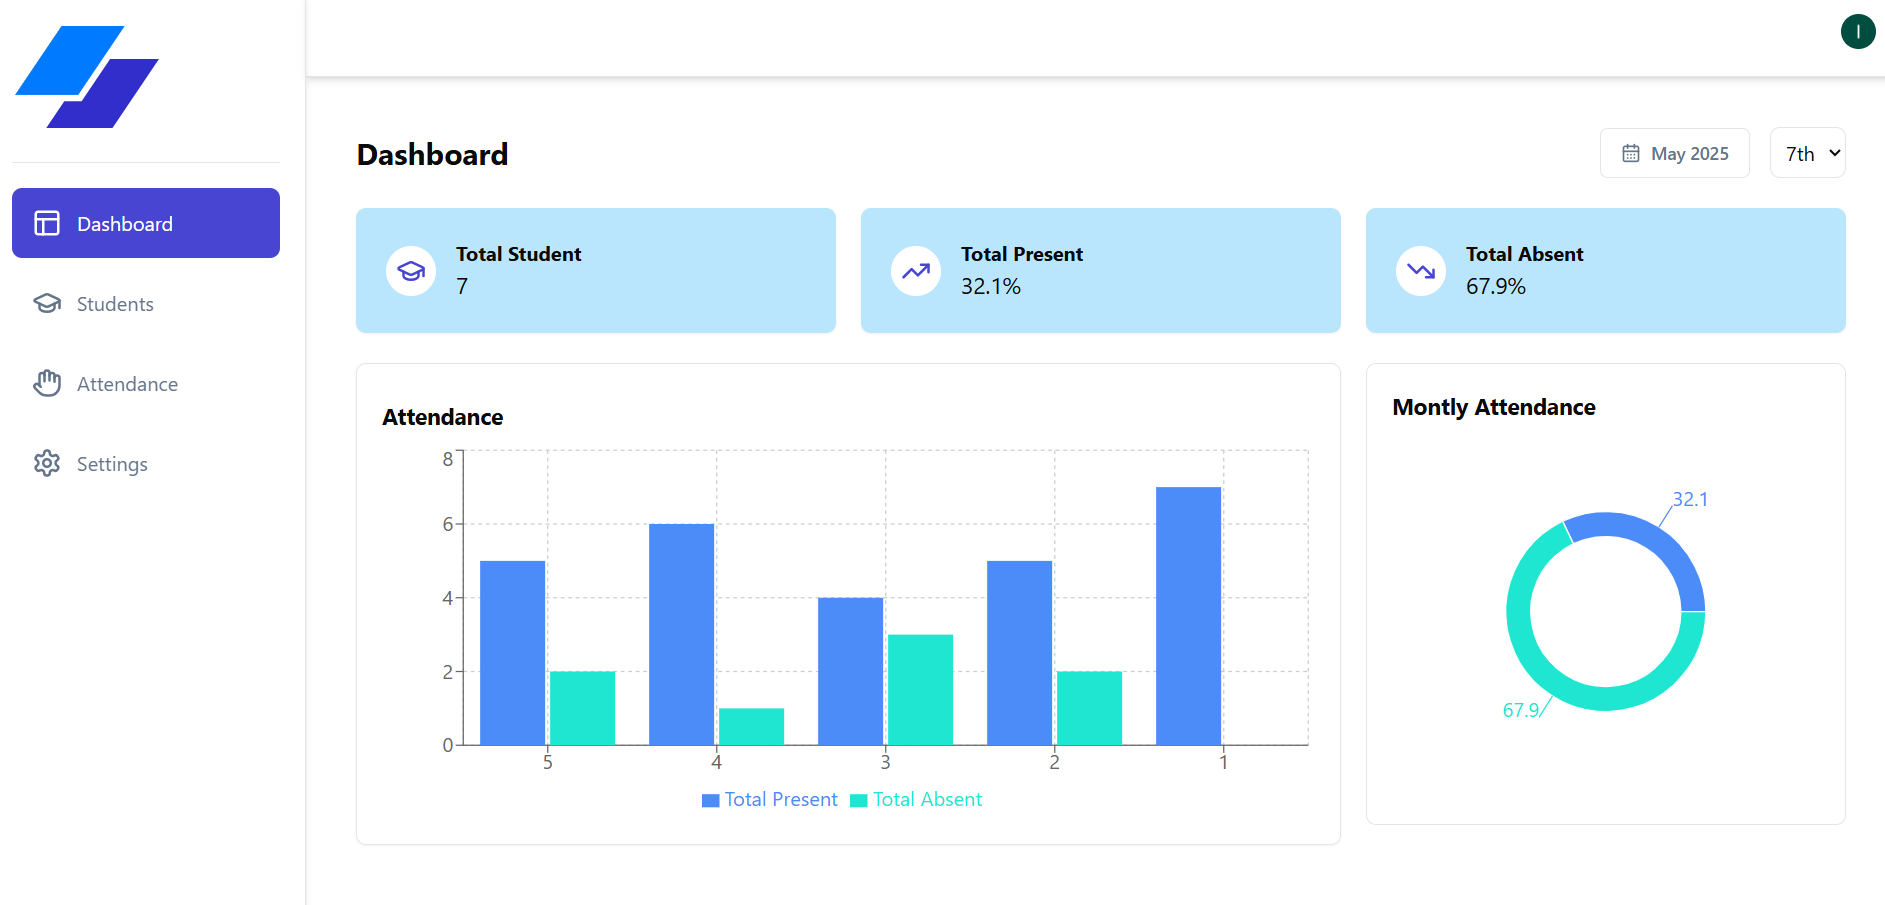 I
Dashboard
Students
Attendance
Settings
Dashboard
May 2025
7th
Total Student
7
Total Present
32.1%
Total Absent
67.9%
Attendance
8
6
4
2
0
5 4 3 2 1
Total Present Total Absent
Montly Attendance
32.1
67.9